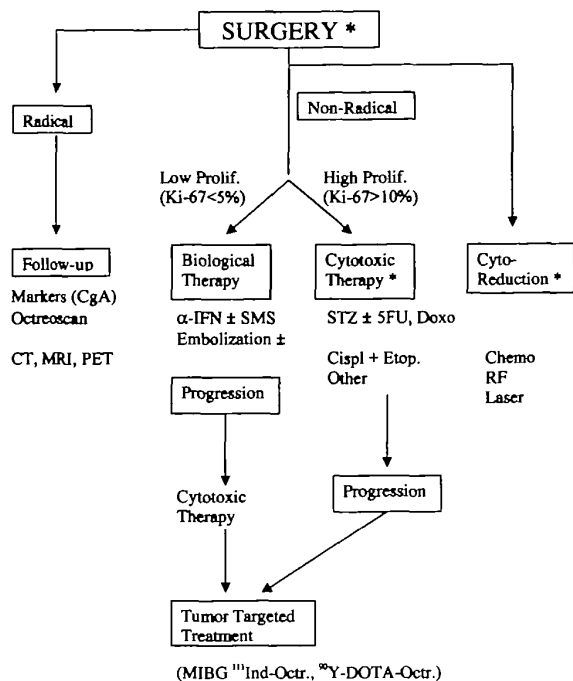 SURGERY *
Radical
Non-Radical
Low Prolif.
(Ki-67<5%)
High Prolif.
(Ki-67>10%)
Follow-up
Markers (CgA)
Octreoscan
CT, MRI, PET
Biological
Therapy
α-IFN ± SMS
Embolization ±
Cytotoxic
Therapy *
STZ ± 5FU, Doxo
Cispl + Etop.
Other
Cyto-
Reduction *
Chemo
RF
Laser
Progression
Cytotoxic
Therapy
Progression
Tumor Targeted
Treatment
(MIBG ¹¹¹Ind-Octr., ⁹⁰Y-DOTA-Octr.)